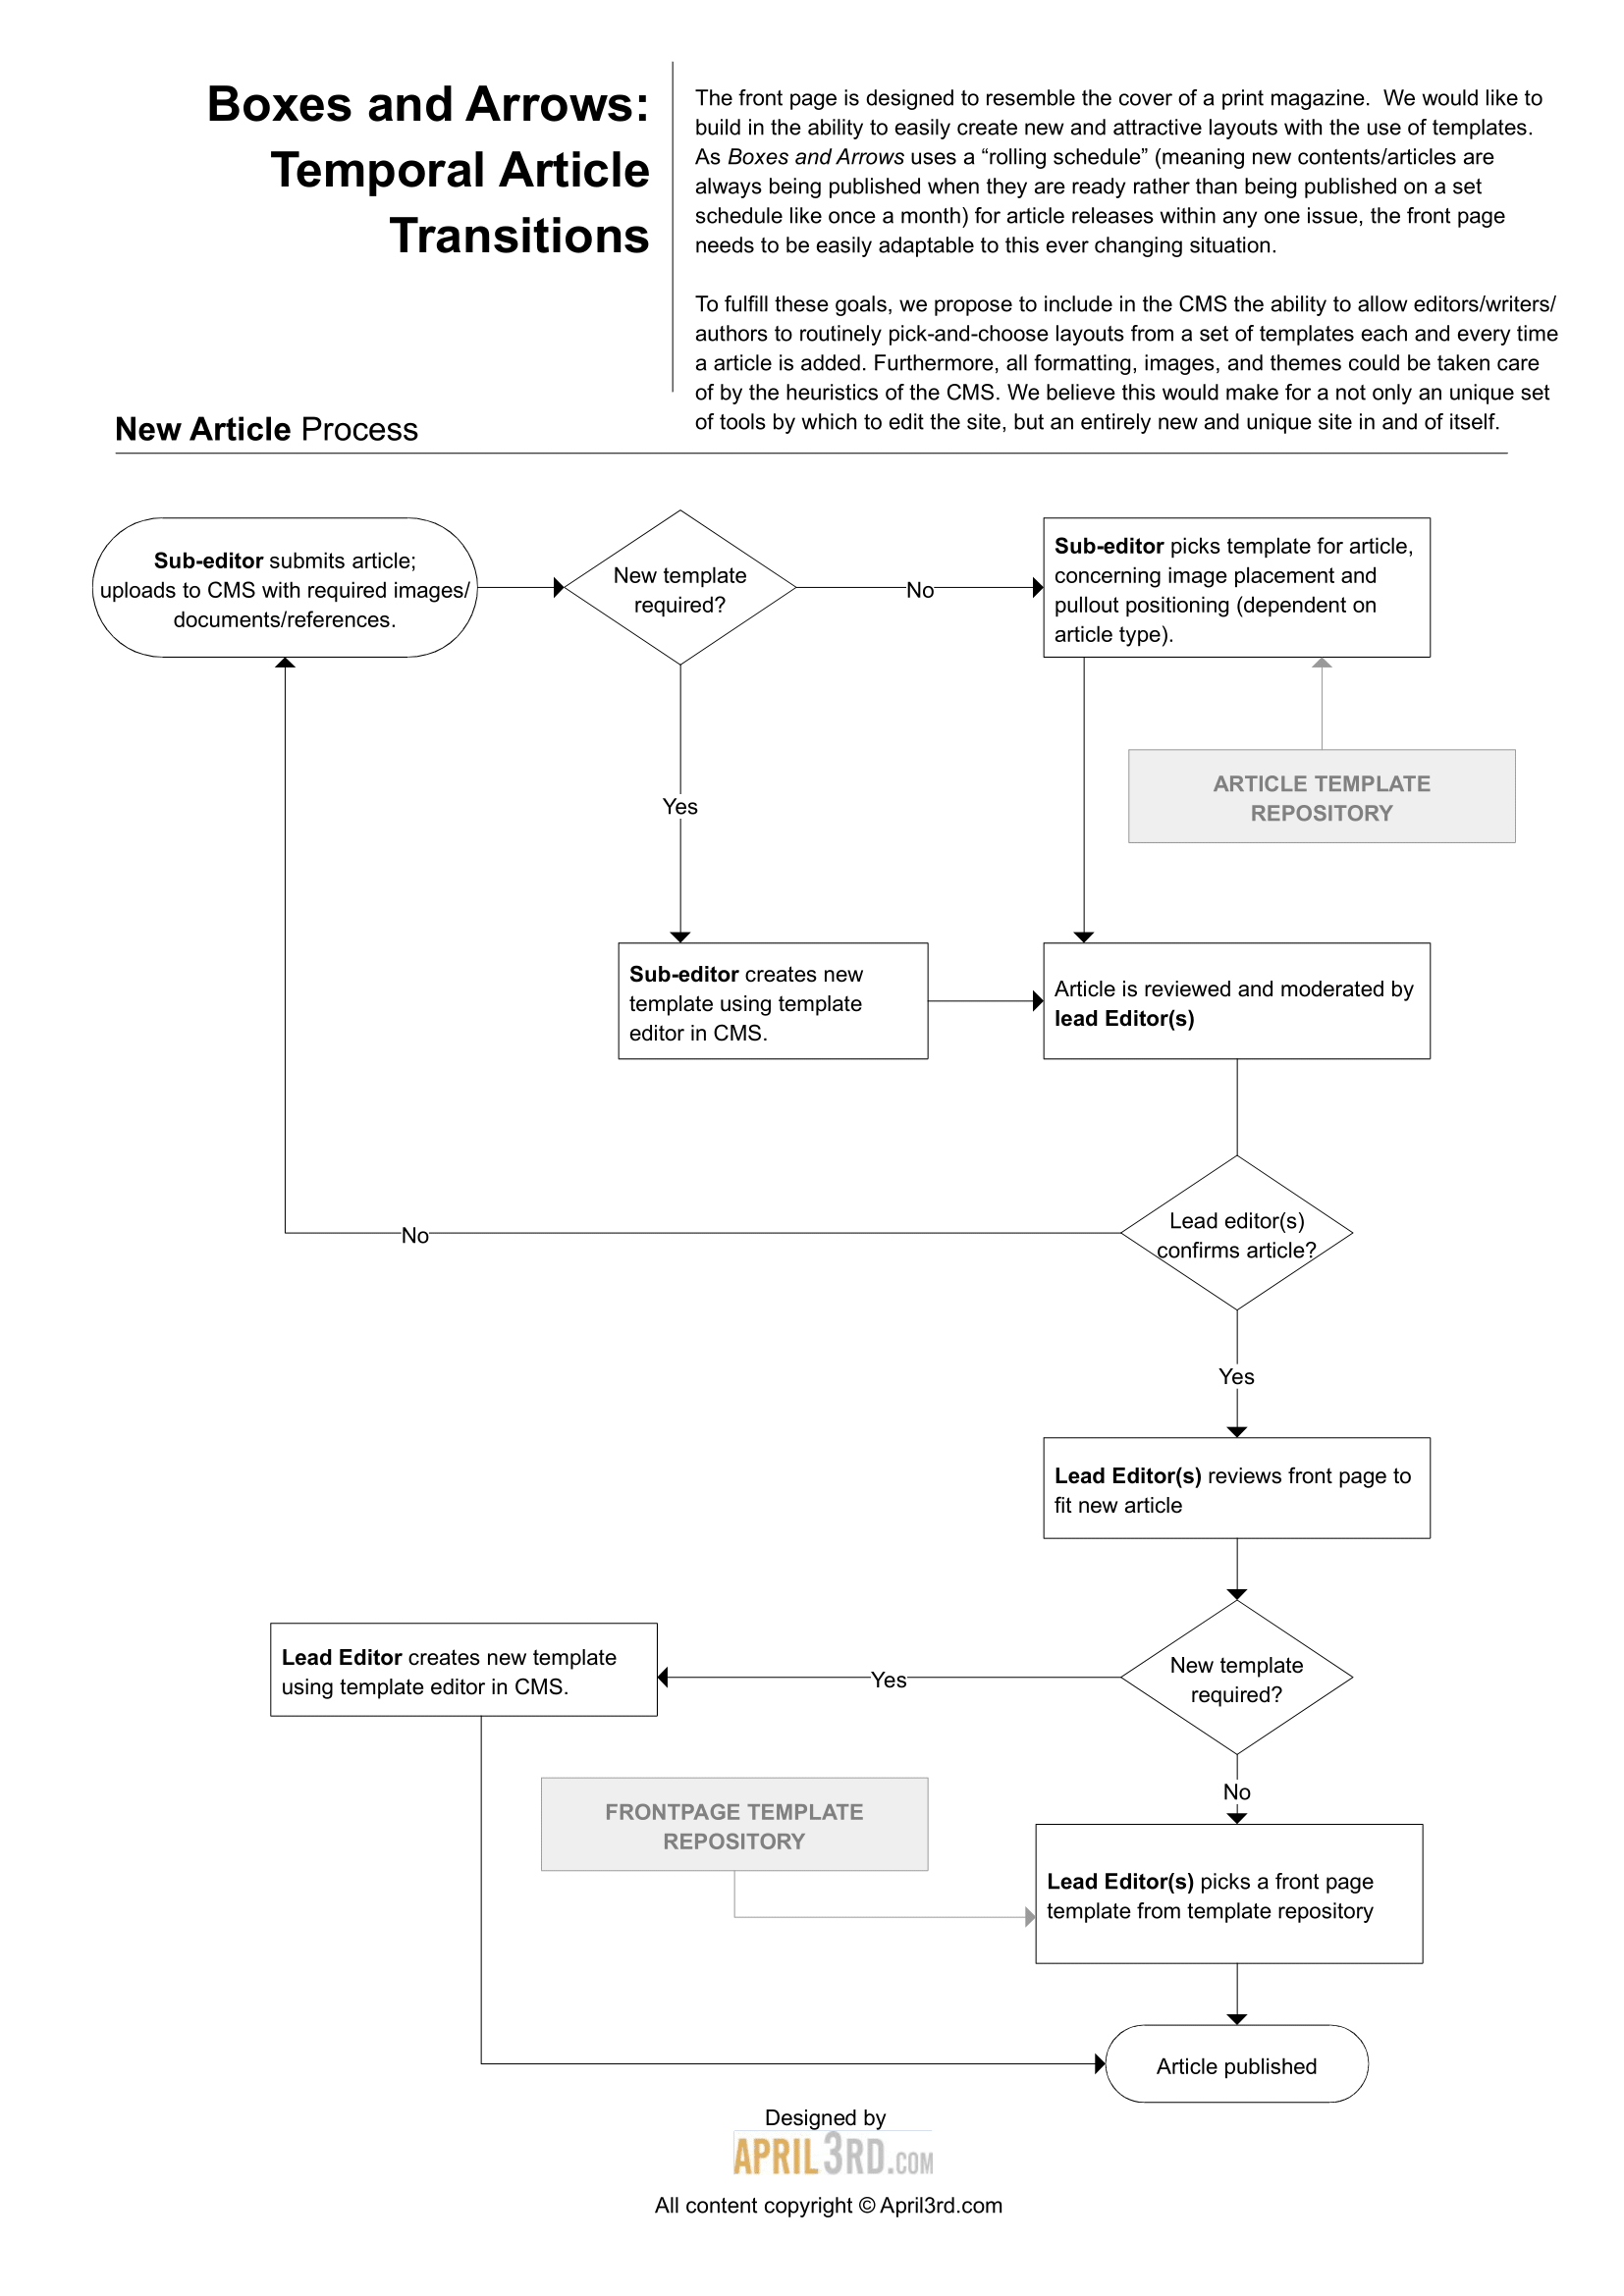 Boxes and Arrows:
Temporal Article
Transitions
The front page is designed to resemble the cover of a print magazine.  We would like to
build in the ability to easily create new and attractive layouts with the use of templates.
As Boxes and Arrows uses a “rolling schedule” (meaning new contents/articles are
always being published when they are ready rather than being published on a set
schedule like once a month) for article releases within any one issue, the front page
needs to be easily adaptable to this ever changing situation.
To fulfill these goals, we propose to include in the CMS the ability to allow editors/writers/
authors to routinely pick-and-choose layouts from a set of templates each and every time
a article is added. Furthermore, all formatting, images, and themes could be taken care
of by the heuristics of the CMS. We believe this would make for a not only an unique set
of tools by which to edit the site, but an entirely new and unique site in and of itself.
New Article Process
Sub-editor submits article;
uploads to CMS with required images/
documents/references.
New template
required?
No
Sub-editor picks template for article,
concerning image placement and
pullout positioning (dependent on
article type).
ARTICLE TEMPLATE
REPOSITORY
Yes
Sub-editor creates new
template using template
editor in CMS.
Article is reviewed and moderated by
lead Editor(s)
Lead editor(s)
confirms article?
No
Yes
Lead Editor(s) reviews front page to
fit new article
New template
required?
Yes
Lead Editor creates new template
using template editor in CMS.
No
FRONTPAGE TEMPLATE
REPOSITORY
Lead Editor(s) picks a front page
template from template repository
Article published
Designed by
APRIL3RD.COM
All content copyright © April3rd.com